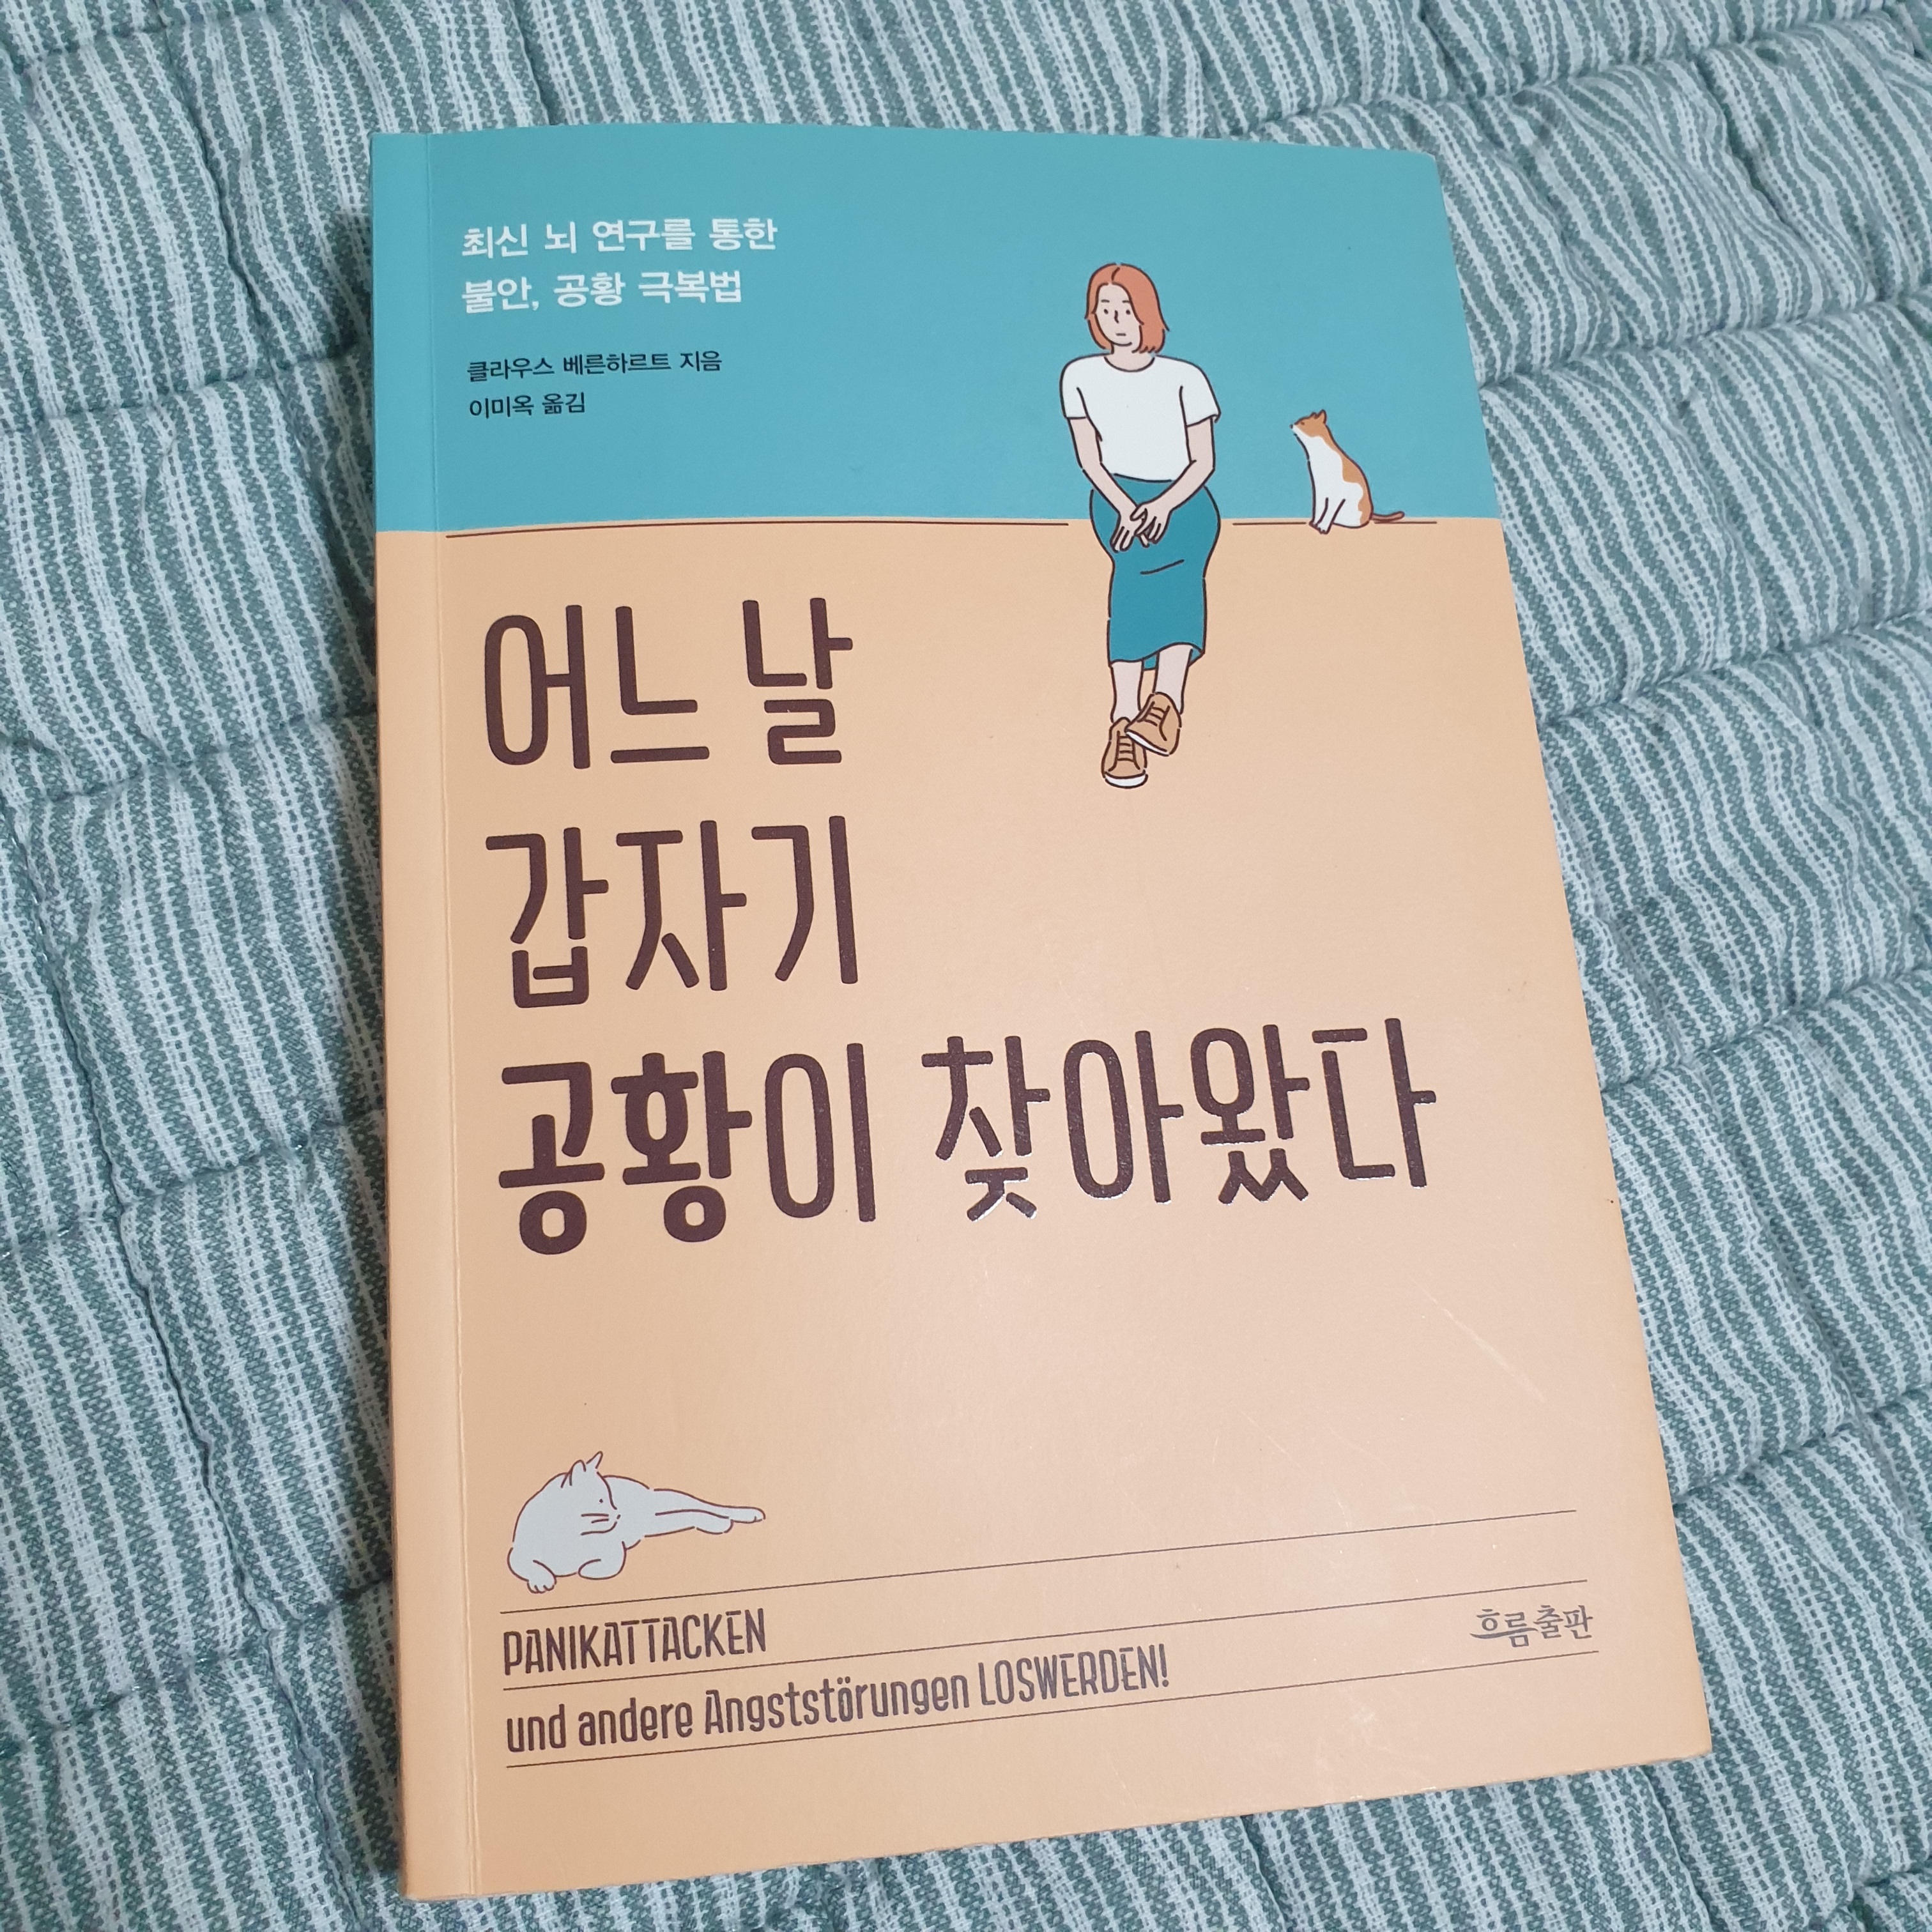 최신 뇌 연구를 통한
불안, 공황 극복법
클라우스 베른하르트 지음
이미옥 옮김
어느 날
갑자기
공황이 찾아왔다
PANIKATTACKEN
und andere Angststörungen LOSWERDEN!
흐름출판